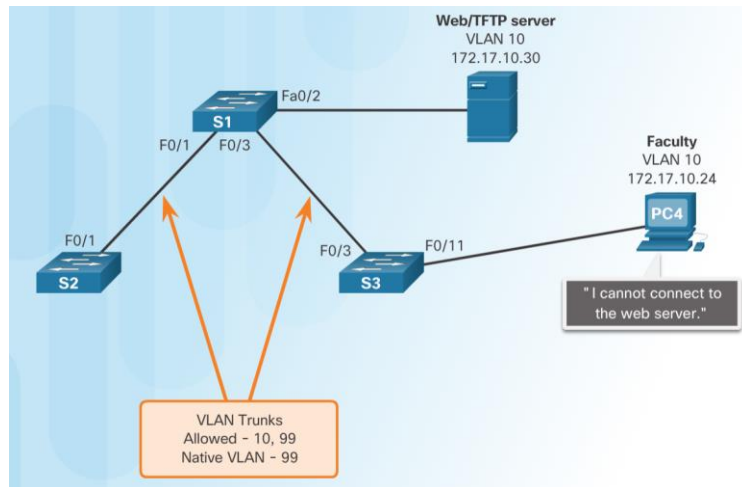 Web/TFTP server
VLAN 10
172.17.10.30
Fa0/2
S1
F0/1
F0/3
Faculty
VLAN 10
172.17.10.24
PC4
F0/1
S2
F0/3
F0/11
S3
"I cannot connect to
the web server."
VLAN Trunks
Allowed - 10, 99
Native VLAN - 99